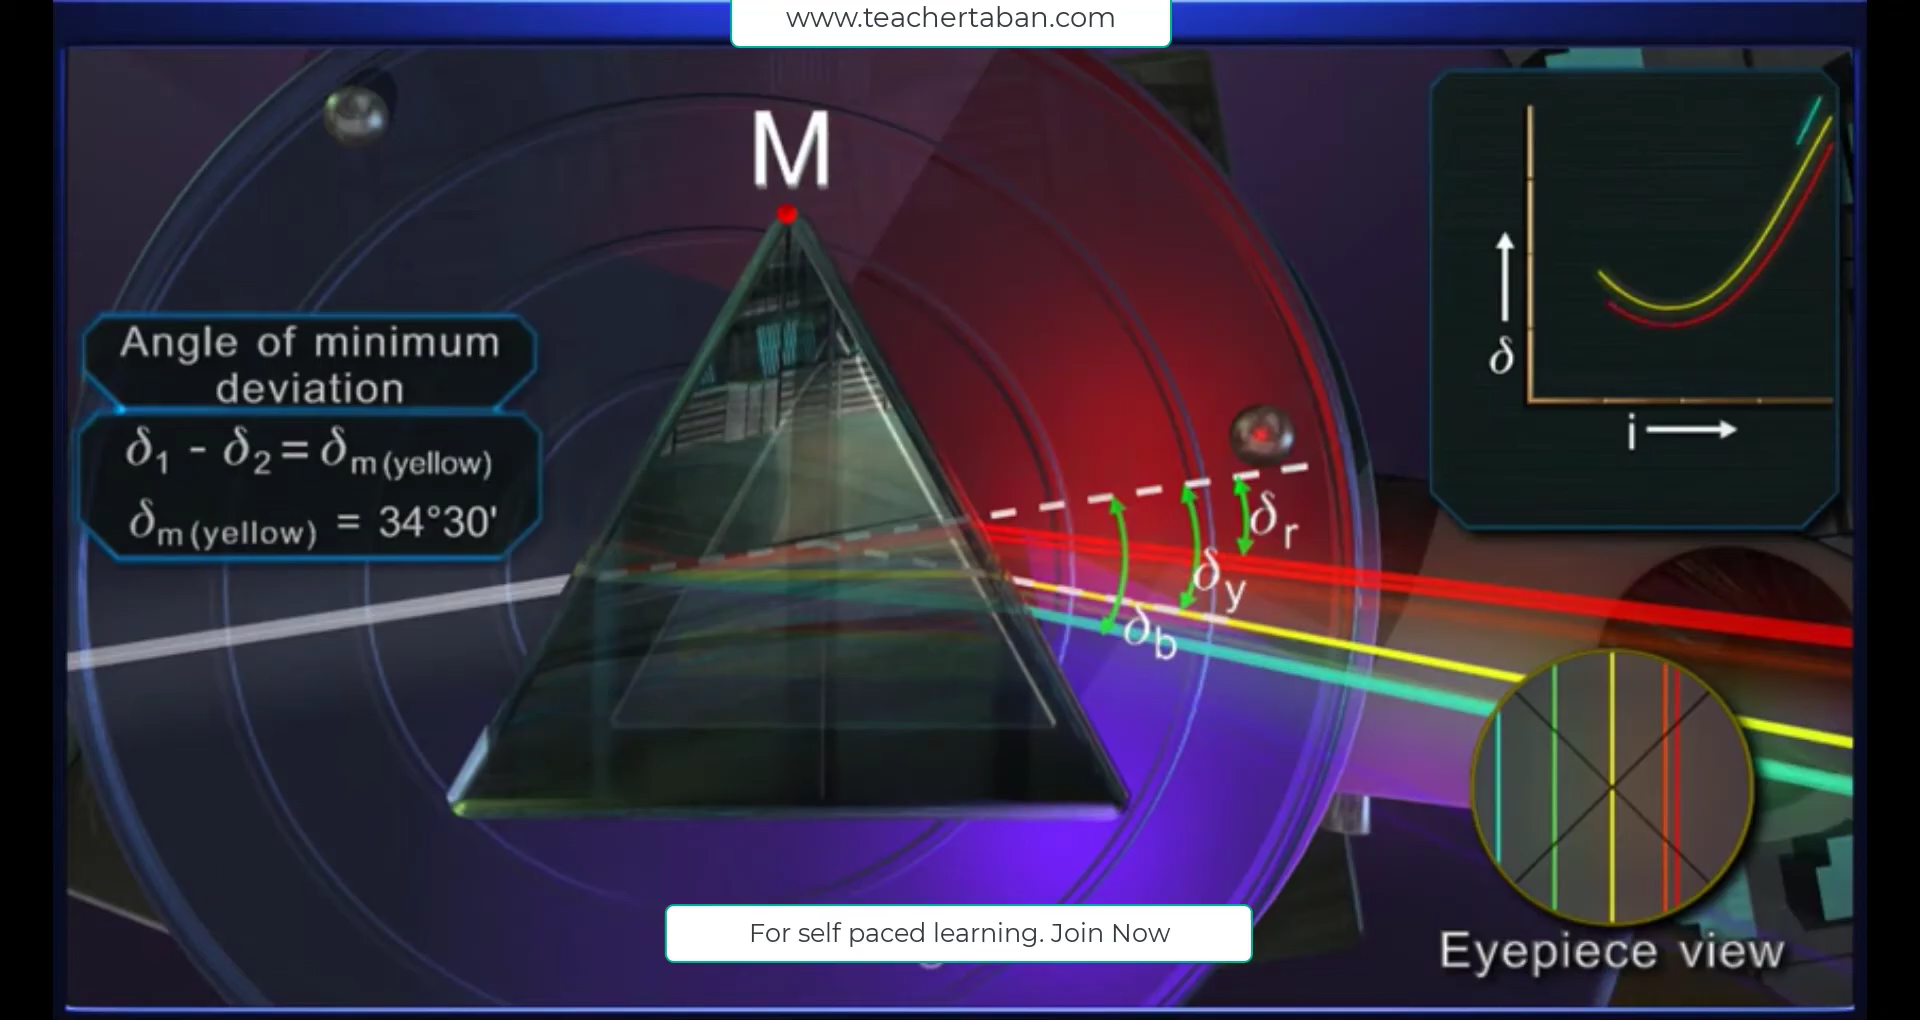 www.teachertaban.com
M
Angle of minimum
deviation
δ1 - δ2 = δm (yellow)
δm (yellow) = 34°30'
δ
i
δr
δy
δb
Eyepiece view
For self paced learning. Join Now